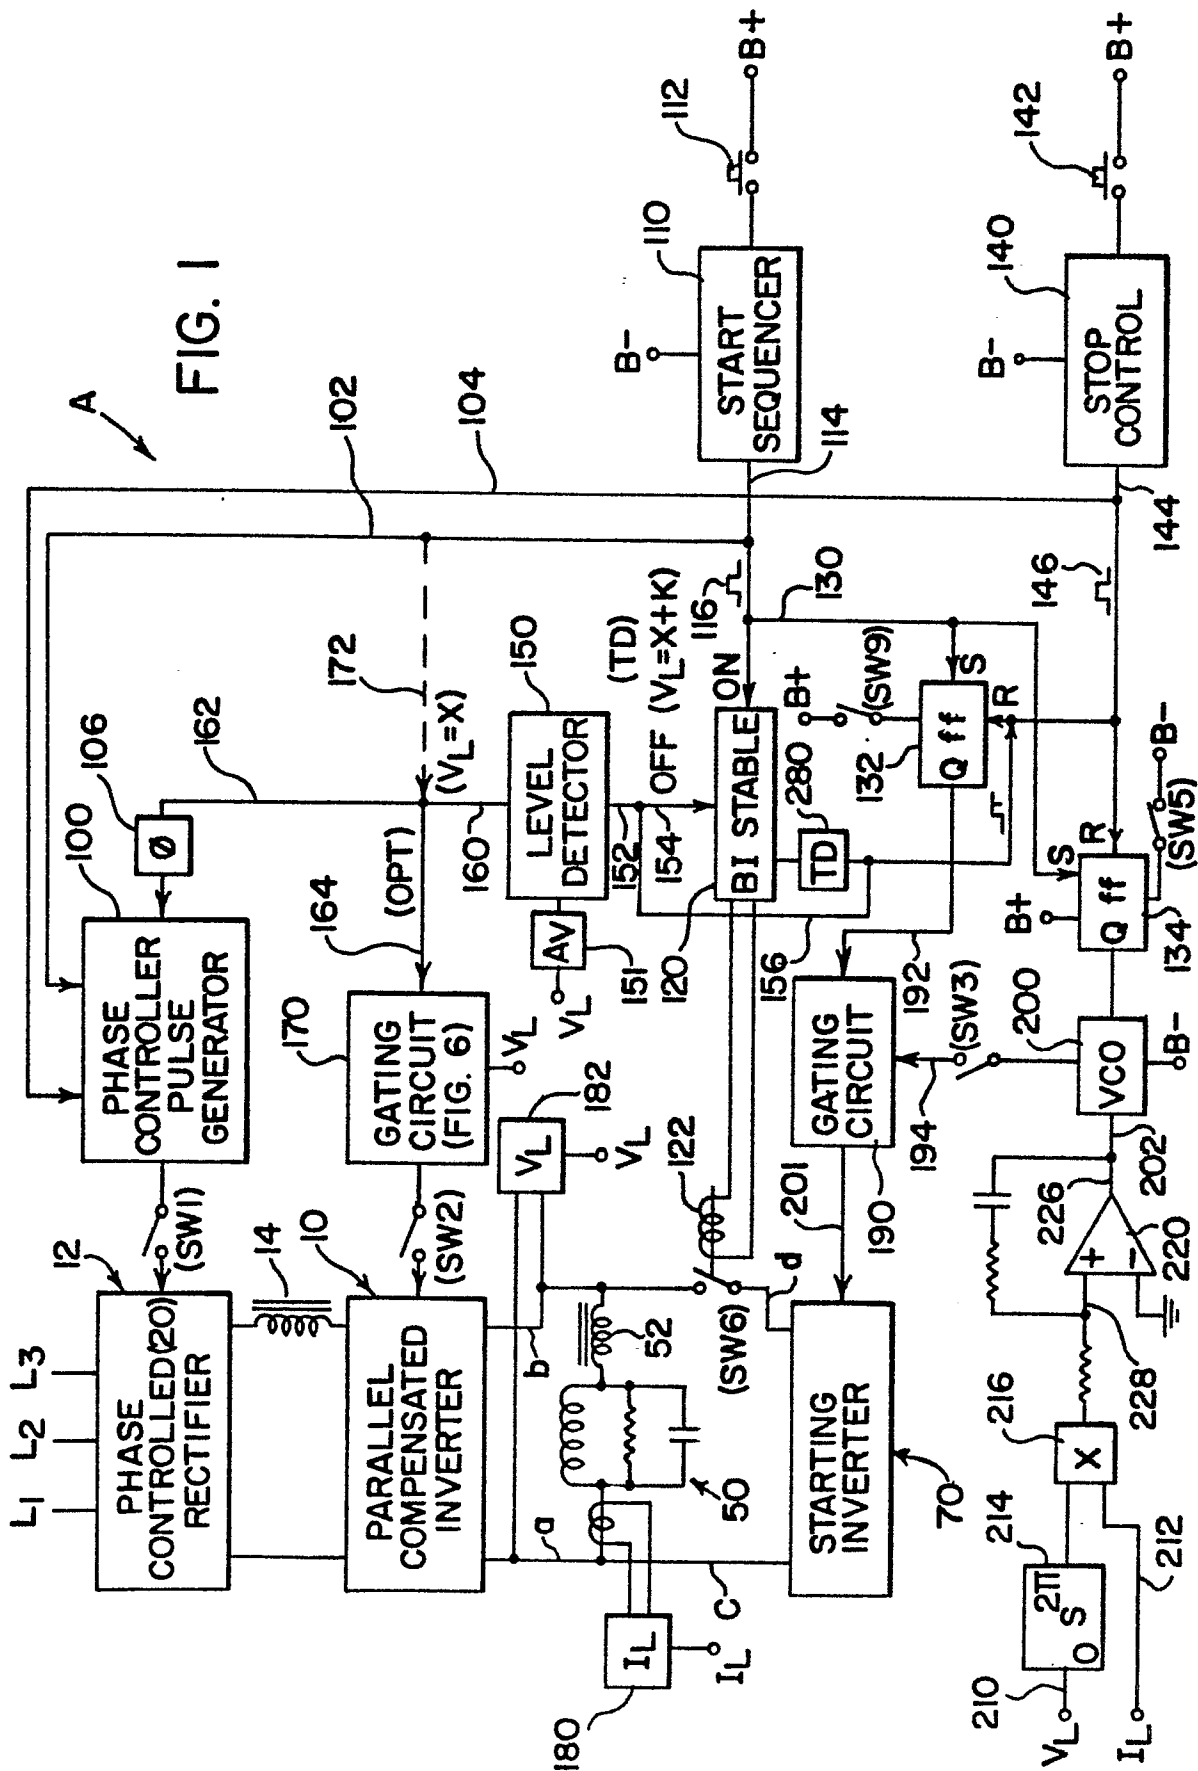 FIG. 1
A
L1
L2
L3
12
PHASE
CONTROLLED(20)
RECTIFIER
(SW1)
100
PHASE
CONTROLLER
PULSE
GENERATOR
106
Ø
162
102
104
14
10
PARALLEL
COMPENSATED
INVERTER
(SW2)
170
GATING
CIRCUIT
(FIG. 6)
VL
164
(OPT)
172
(VL=X)
160
150
LEVEL
DETECTOR
AV
151
VL
152
154
(TD)
OFF (VL=X+K)
182
VL
VL
b
a
52
50
C
d
180
IL
IL
(SW6)
122
120
BI STABLE
ON
116
114
110
START
SEQUENCER
B-
112
B+
156
280
TD
130
B+
(SW9)
132
Q ff
S
R
192
70
STARTING
INVERTER
201
190
GATING
CIRCUIT
194
(SW3)
140
STOP
CONTROL
B-
142
B+
144
146
134
Q ff
S
R
B+
(SW5)
B-
200
VCO
B-
202
226
220
+
-
228
216
X
214
2π
S
O
212
210
VL
IL